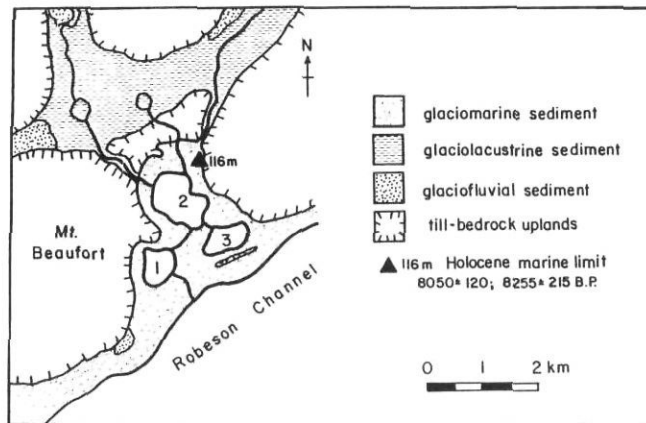 N
116m
Mt.
Beaufort
2
3
1
Robeson Channel
glaciomarine sediment
glaciolacustrine sediment
glaciofluvial sediment
till-bedrock uplands
116m Holocene marine limit
8050± 120; 8255± 215 B.P.
0 1 2 km